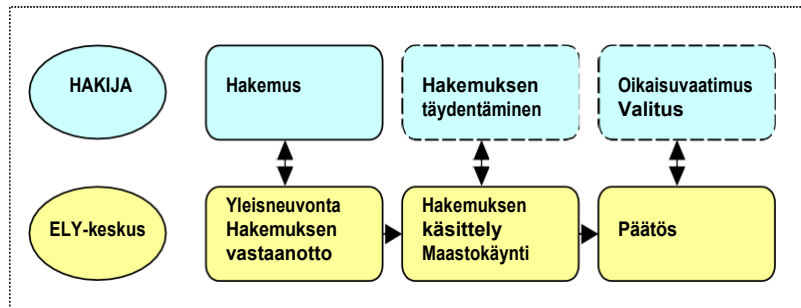 HAKIJA
Hakemus
Hakemuksen
täydentäminen
Oikaisuvaatimus
Valitus
ELY-keskus
Yleisneuvonta
Hakemuksen
vastaanotto
Hakemuksen
käsittely
Maastokäynti
Päätös